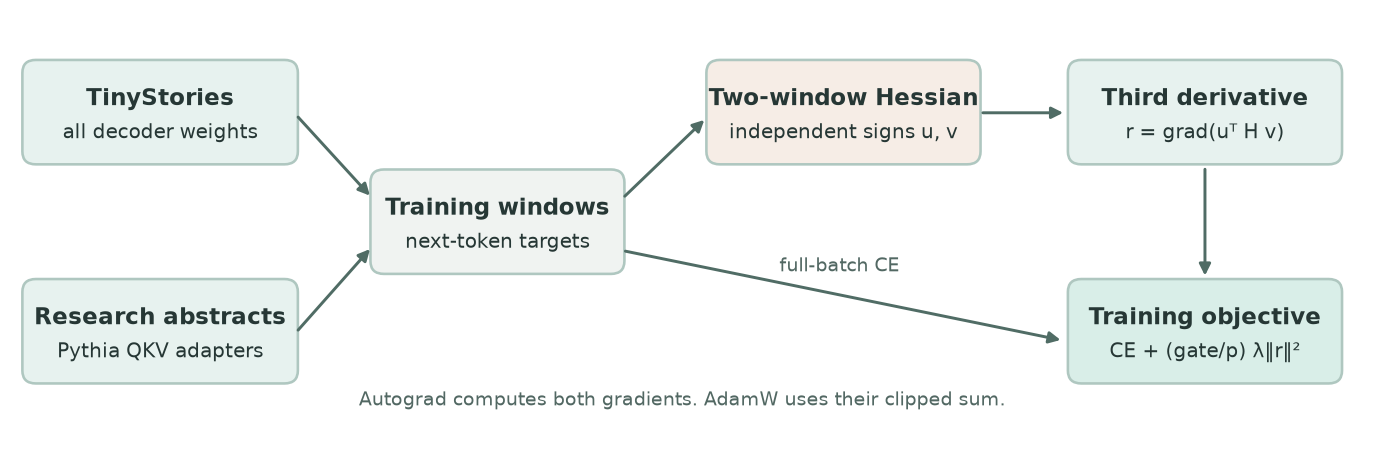 TinyStories
all decoder weights
Research abstracts
Pythia QKV adapters
Training windows
next-token targets
Two-window Hessian
independent signs u, v
Third derivative
r = grad(uᵀ H v)
full-batch CE
Training objective
CE + (gate/p) λ‖r‖²
Autograd computes both gradients. AdamW uses their clipped sum.